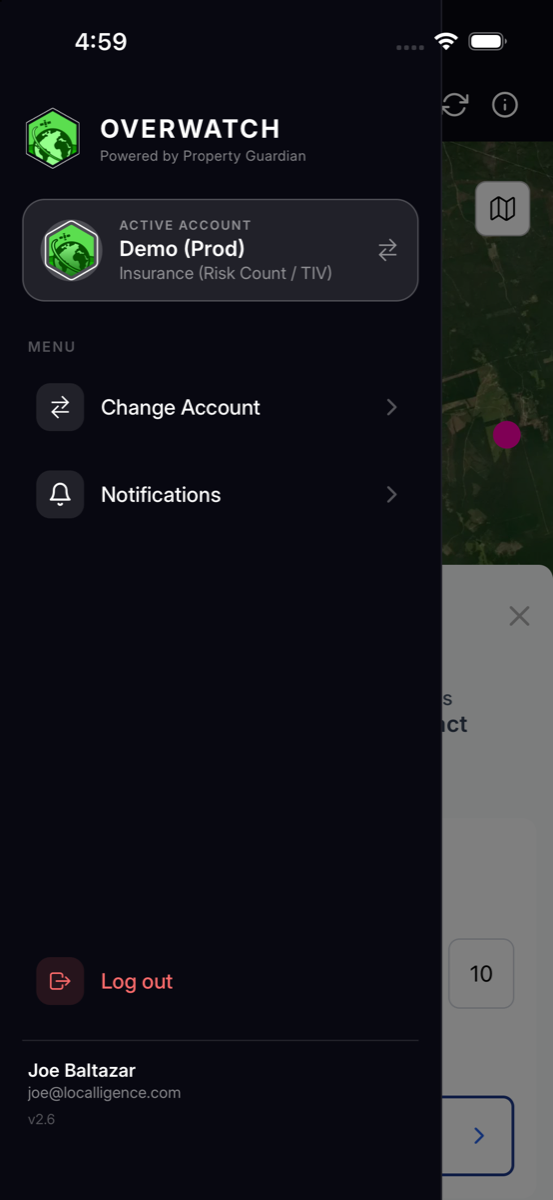 4:59
OVERWATCH
Powered by Property Guardian
ACTIVE ACCOUNT
Demo (Prod)
Insurance (Risk Count / TIV)
MENU
Change Account
Notifications
s
act
10
Log out
Joe Baltazar
joe@localligence.com
v2.6